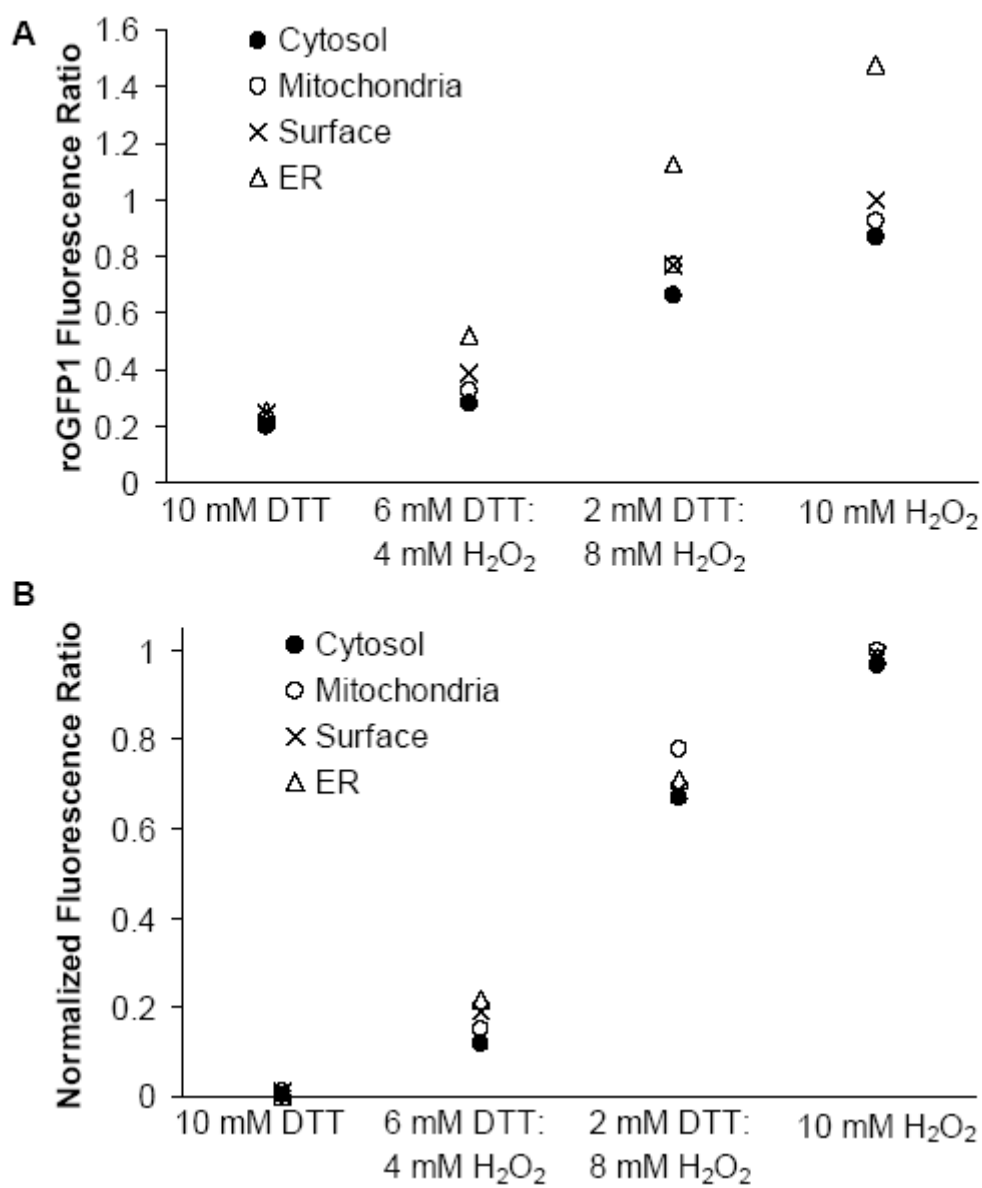 A
roGFP1 Fluorescence Ratio
1.6
1.4
1.2
1
0.8
0.6
0.4
0.2
0
Cytosol
Mitochondria
Surface
ER
10 mM DTT
6 mM DTT:
4 mM H₂O₂
2 mM DTT:
8 mM H₂O₂
10 mM H₂O₂
B
Normalized Fluorescence Ratio
1
0.8
0.6
0.4
0.2
0
Cytosol
Mitochondria
Surface
ER
10 mM DTT
6 mM DTT:
4 mM H₂O₂
2 mM DTT:
8 mM H₂O₂
10 mM H₂O₂